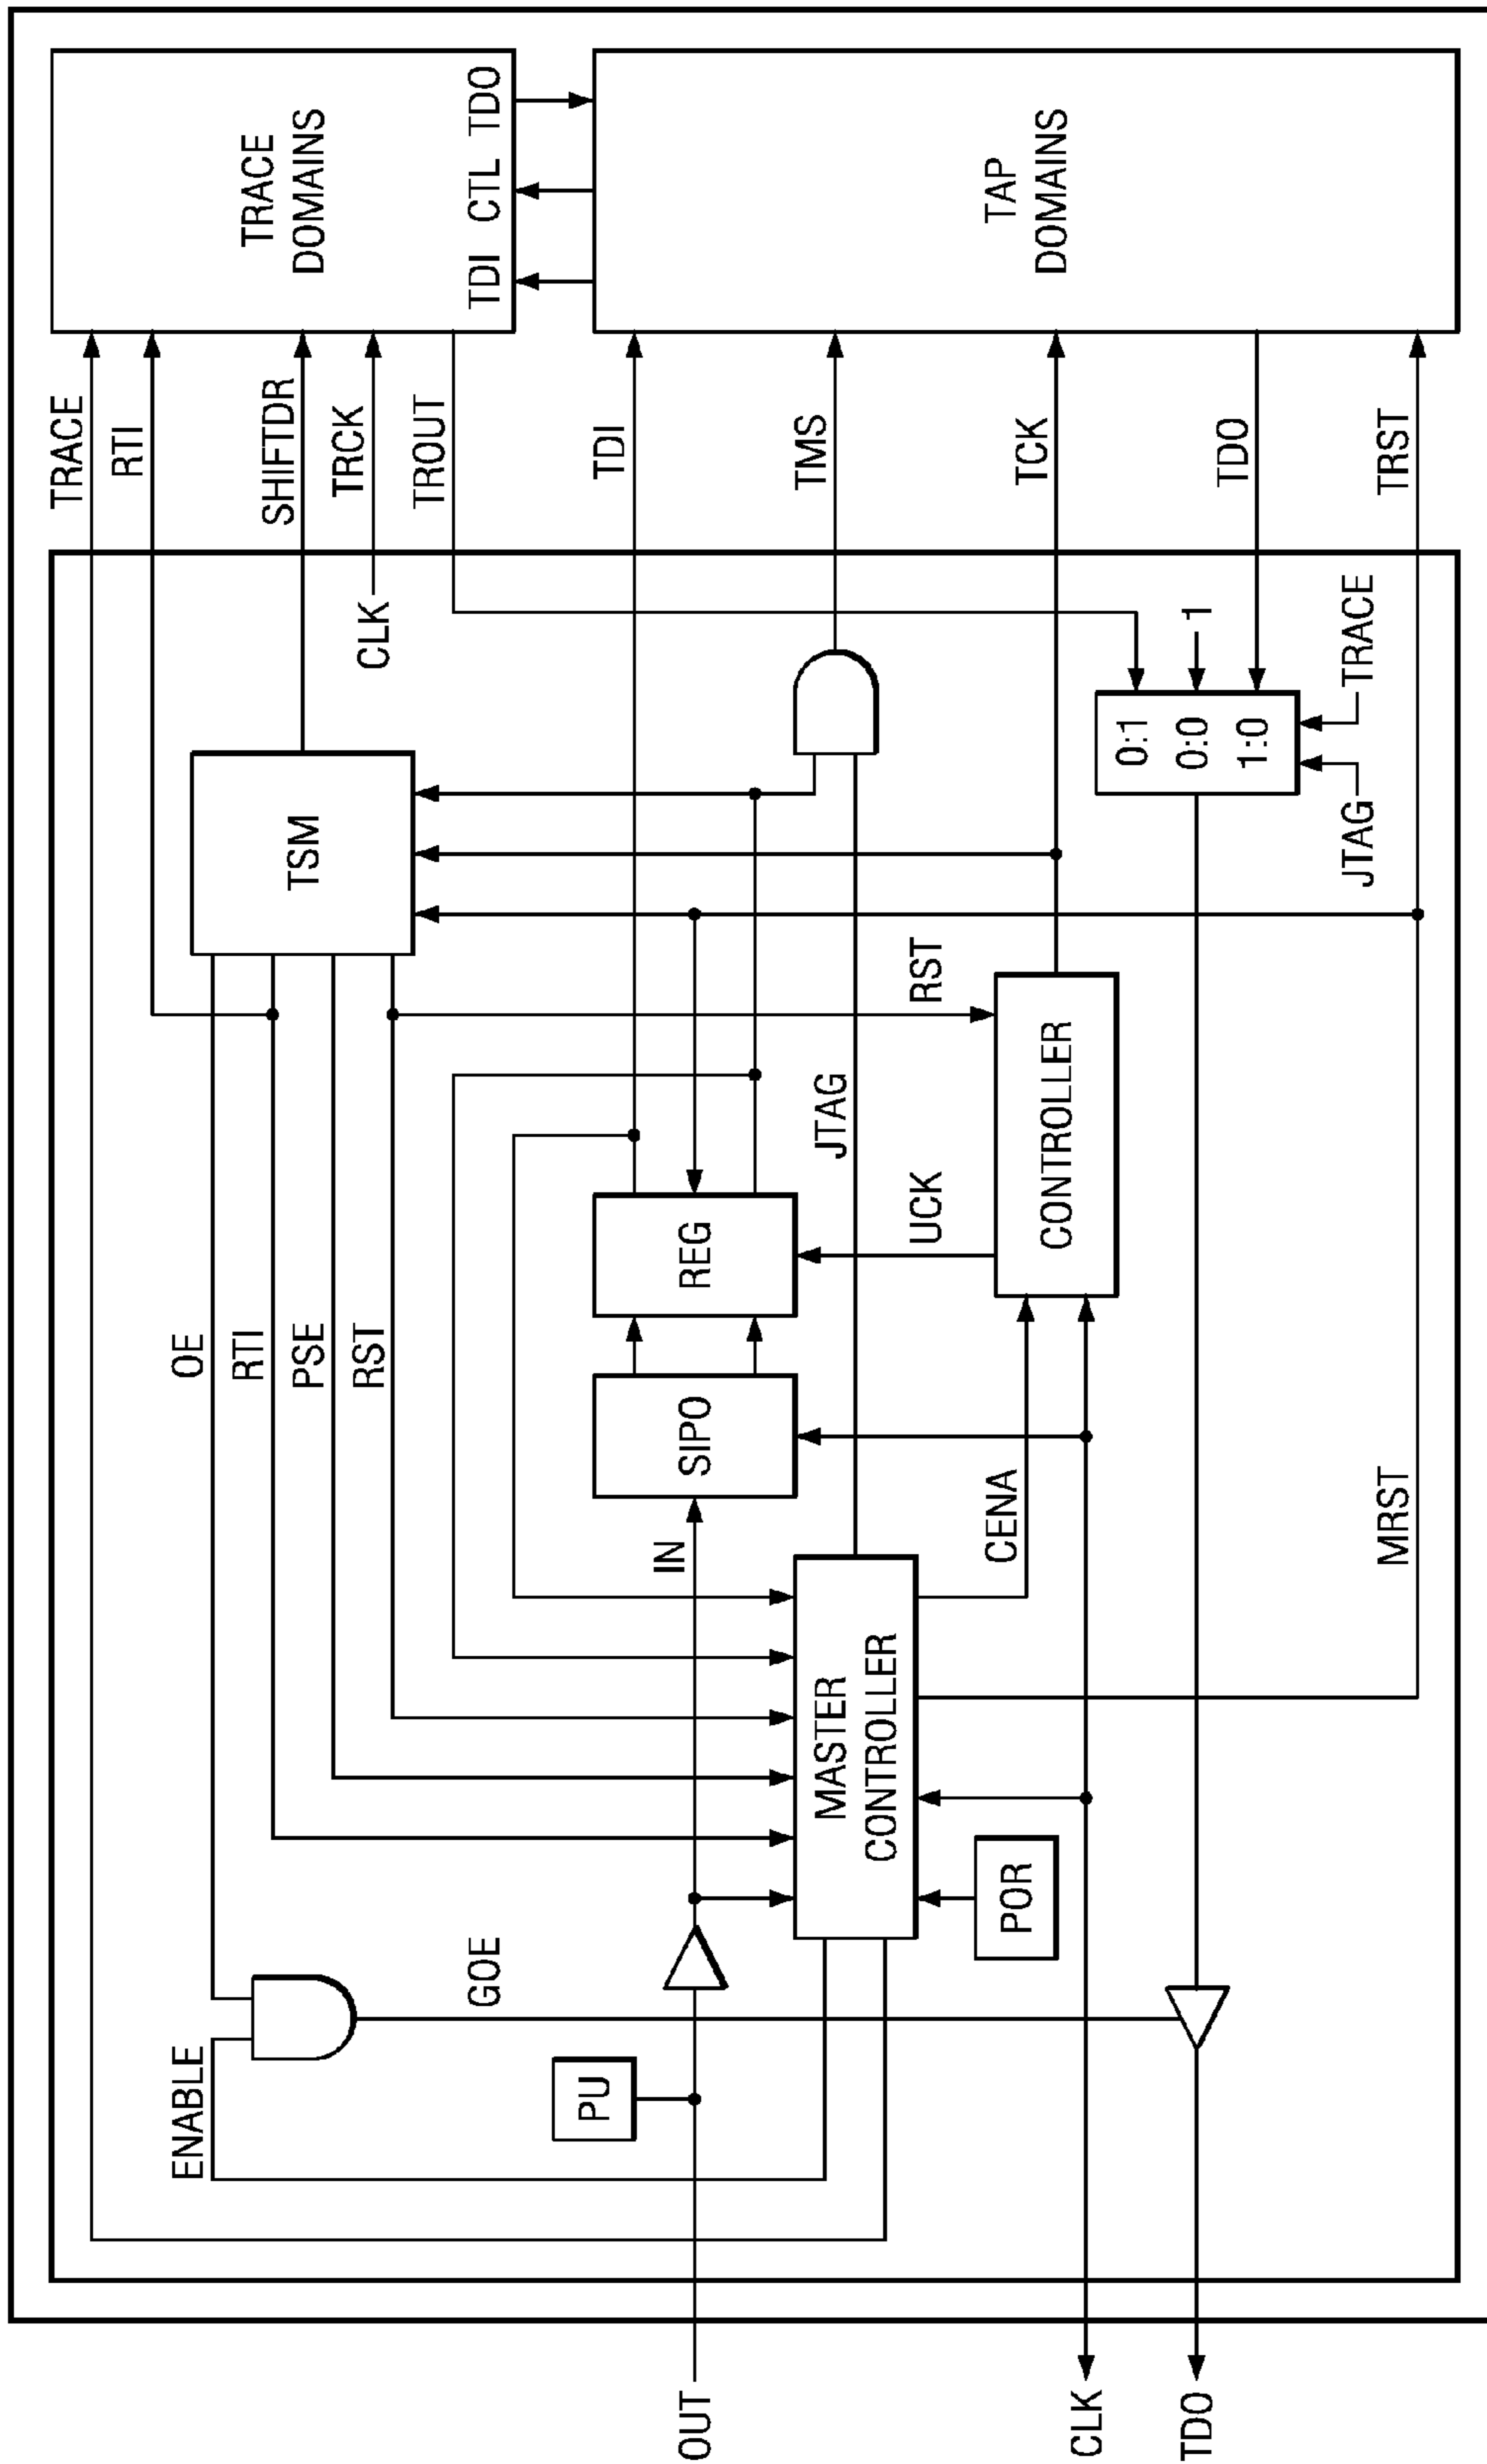 TRACE
RTI
SHIFTDR
TRCK
TROUT
TDI
TMS
TCK
TDO
TRST
TRACE
DOMAINS
TDI CTL TDO
TAP
DOMAINS
OE
RTI
PSE
RST
ENABLE
GOE
TSM
CLK
PU
IN
SIPO
REG
UCK
RST
JTAG
MASTER
CONTROLLER
POR
CENA
CONTROLLER
MRST
0:1
0:0
1:0
1
JTAG
TRACE
OUT
CLK
TDO